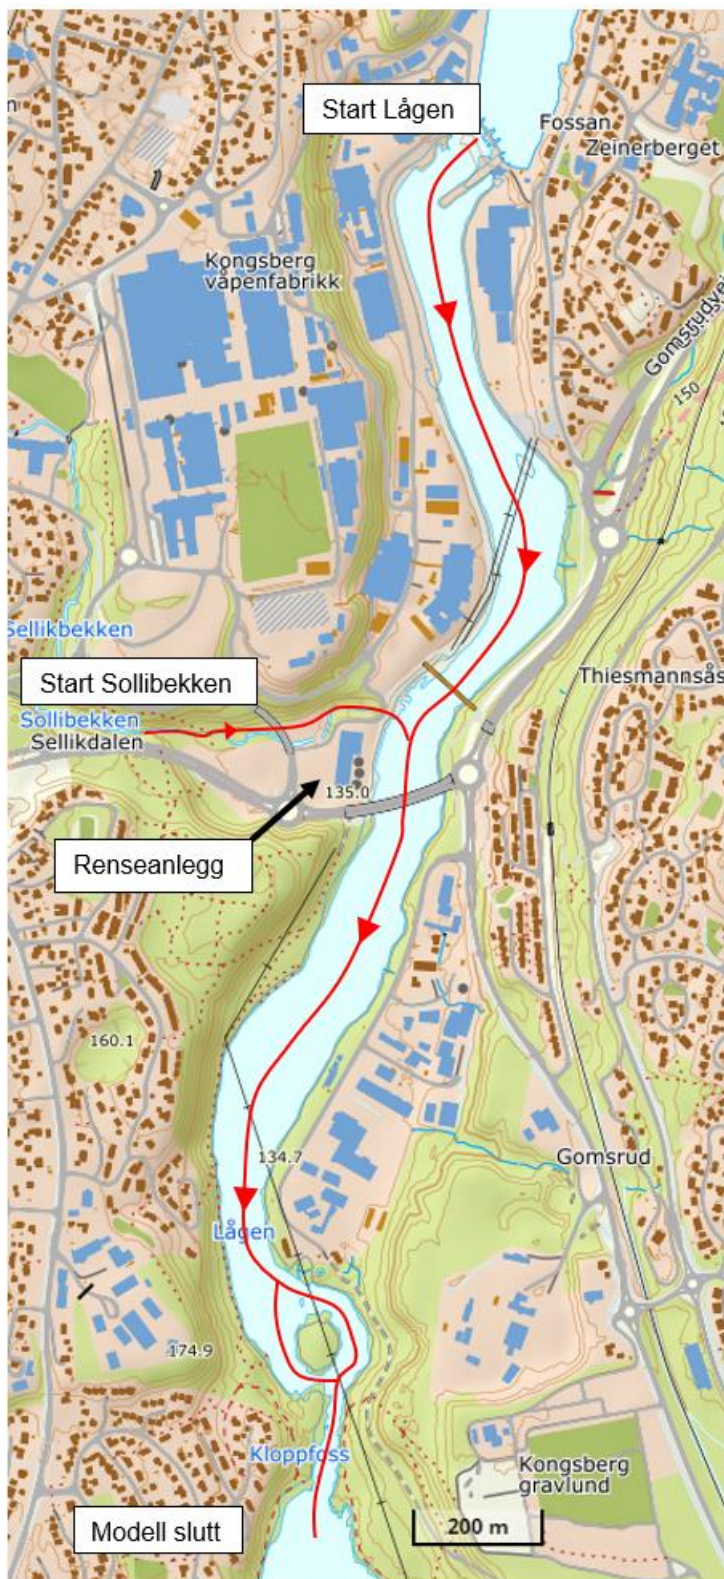 Start Lågen
Fossan
Zeinerberget
Kongsberg
våpenfabrikk
Gomsrudvei
150
Sellikbekken
Start Sollibekken
Thiesmannsås
Sollibekken
Sellikdalen
135.0
Renseanlegg
160.1
134.7
Gomsrud
Lågen
174.9
Kloppfoss
Kongsberg
gravlund
Modell slutt
200 m